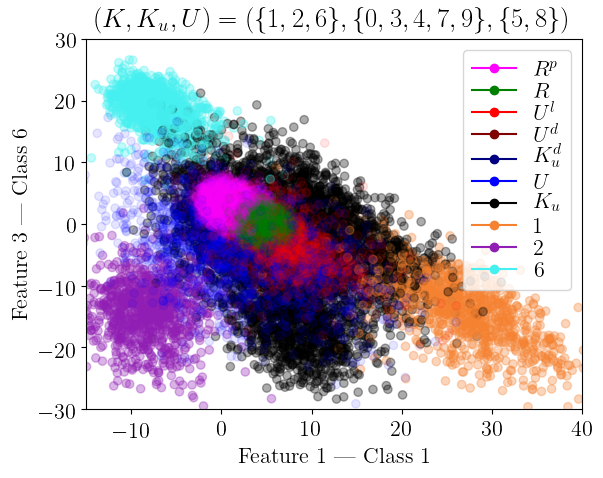 (K, K_u, U) = ({1, 2, 6}, {0, 3, 4, 7, 9}, {5, 8})
30
20
10
0
−10
−20
−30
Feature 3 — Class 6
R^p
R
U^l
U^d
K_u^d
U
K_u
1
2
6
−10
0
10
20
30
40
Feature 1 — Class 1